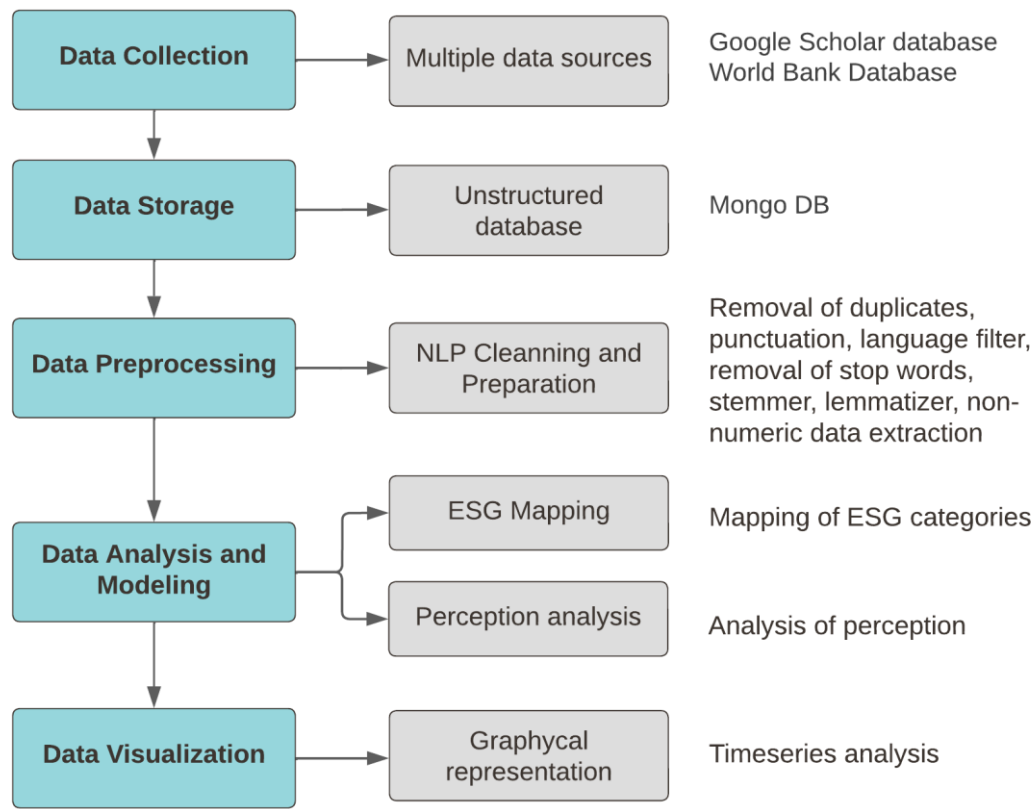 Data Collection
Multiple data sources
Google Scholar database
World Bank Database
Data Storage
Unstructured
database
Mongo DB
Data Preprocessing
NLP Cleanning and
Preparation
Removal of duplicates,
punctuation, language filter,
removal of stop words,
stemmer, lemmatizer, non-
numeric data extraction
Data Analysis and
Modeling
ESG Mapping
Mapping of ESG categories
Perception analysis
Analysis of perception
Data Visualization
Graphycal
representation
Timeseries analysis